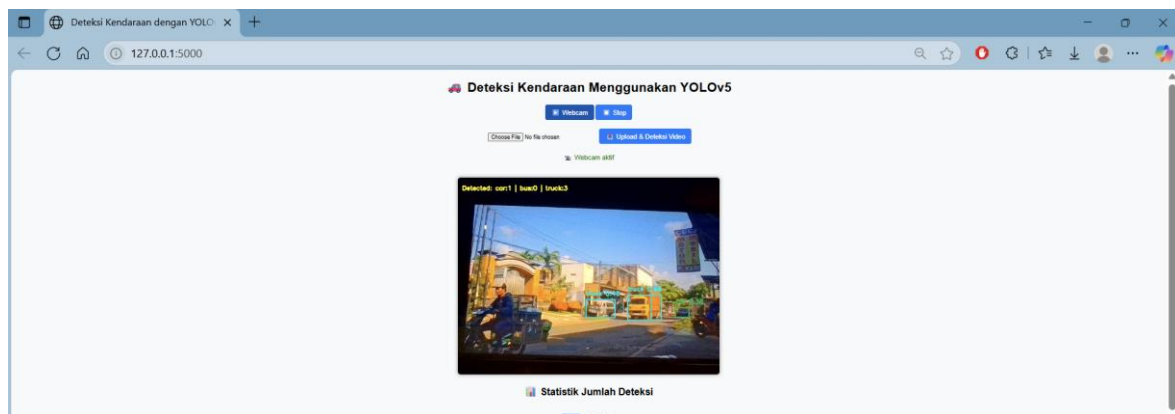 Deteksi Kendaraan dengan YOLO
127.0.0.1:5000
Deteksi Kendaraan Menggunakan YOLOv5
Webcam Stop
Choose File No file chosen Upload & Deteksi Video
Webcam aktif
Detected: car:1 | bus:0 | truck:3
Statistik Jumlah Deteksi